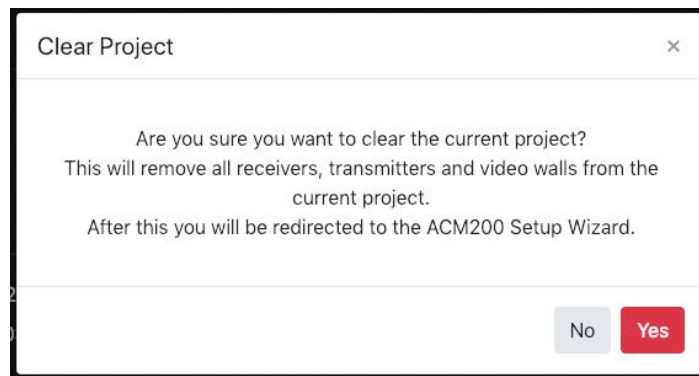 Clear Project
×
Are you sure you want to clear the current project?
This will remove all receivers, transmitters and video walls from the
current project.
After this you will be redirected to the ACM200 Setup Wizard.
No Yes